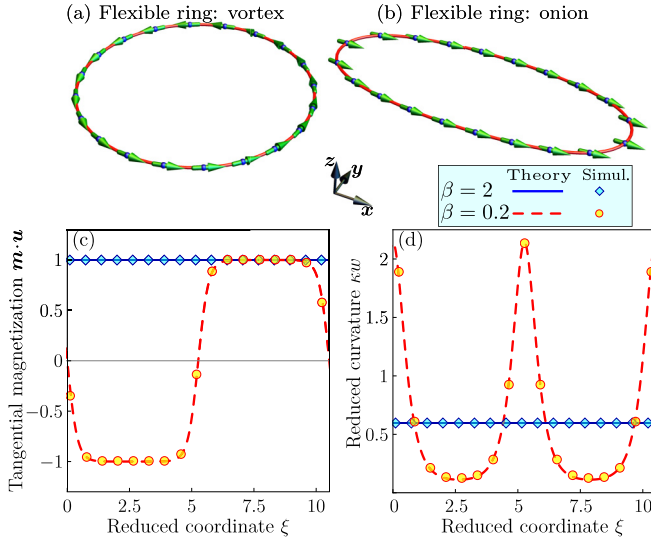 (a) Flexible ring: vortex
(b) Flexible ring: onion
z
y
x
Theory Simul.
β = 2
β = 0.2
(c)
Tangential magnetization m·u
1
0.5
0
−0.5
−1
0 2.5 5 7.5 10
Reduced coordinate ξ
(d)
Reduced curvature κw
2
1.5
1
0.5
0 2.5 5 7.5 10
Reduced coordinate ξ